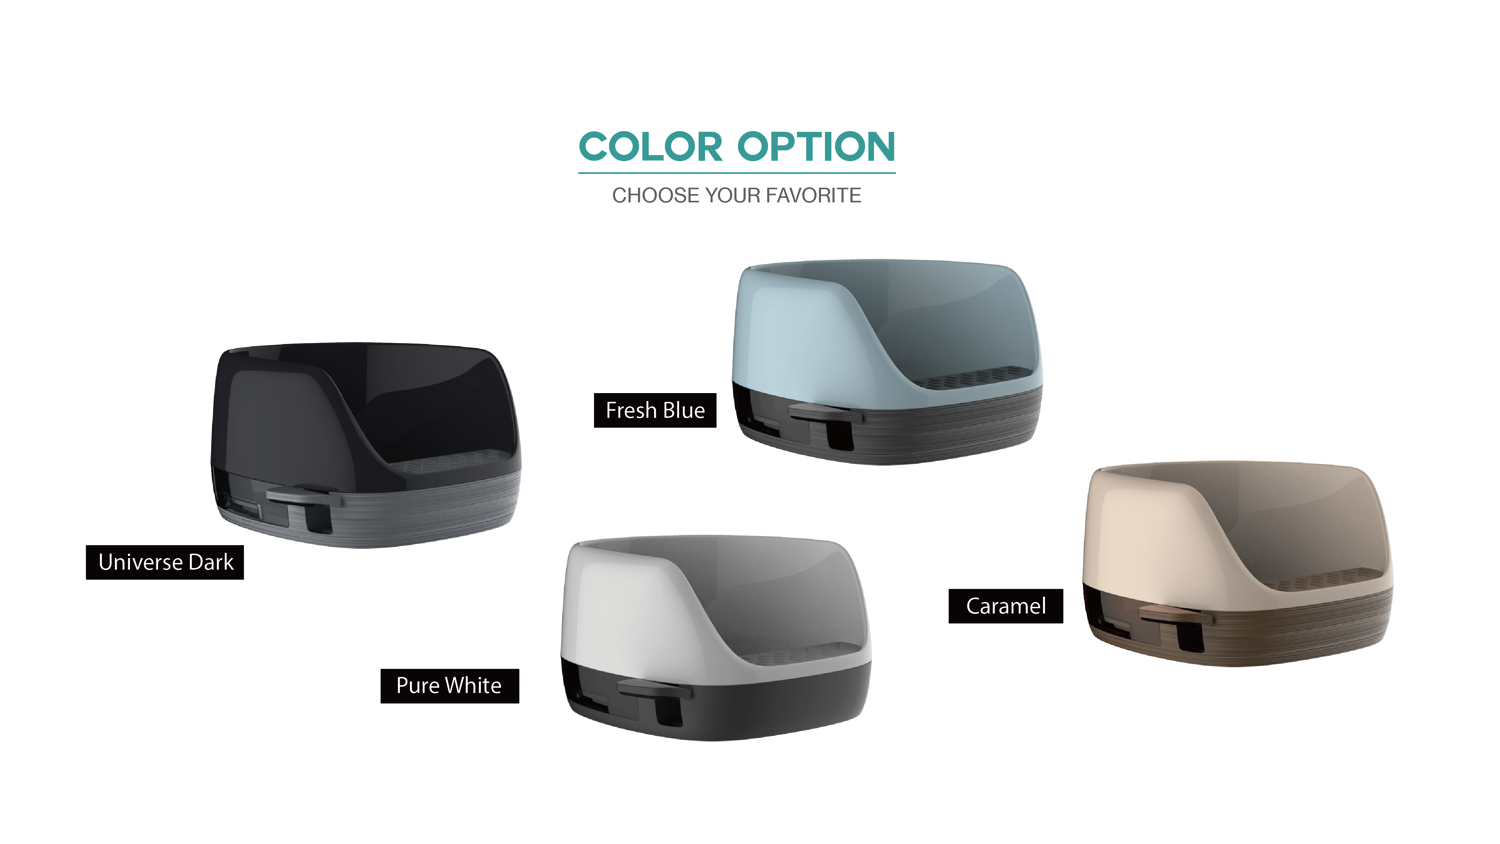 COLOR OPTION
CHOOSE YOUR FAVORITE
Fresh Blue
Universe Dark
Caramel
Pure White